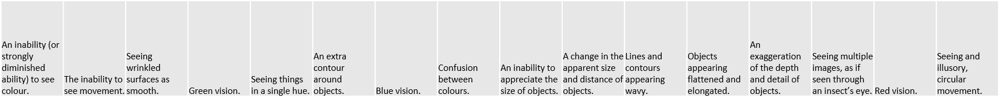 An inability (or
strongly
diminished
ability) to see
colour.
The inability to
see movement.
Seeing
wrinkled
surfaces as
smooth.
Green vision.
Seeing things
in a single hue.
An extra
contour
around
objects.
Blue vision.
Confusion
between
colours.
An inablity to
appreciate the
size of objects.
A change in the
apparent size
and distance of
objects.
Lines and
contours
appearing
wavy.
Objects
appearing
flattened and
elongated.
An
exaggeration
of the depth
and detail of
objects.
Seeing multiple
images, as if
seen through
an insect’s eye.
Red vision.
Seeing and
illusory,
circular
movement.